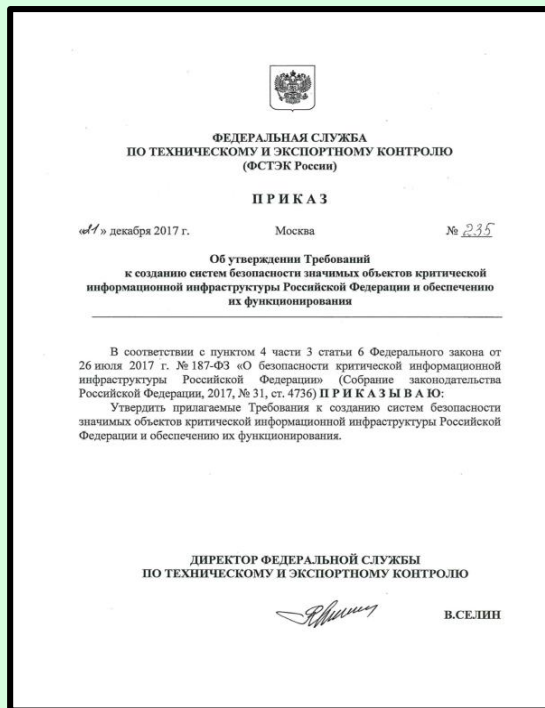 ФЕДЕРАЛЬНАЯ СЛУЖБА
ПО ТЕХНИЧЕСКОМУ И ЭКСПОРТНОМУ КОНТРОЛЮ
(ФСТЭК России)
П Р И К А З
«21» декабря 2017 г. Москва № 235
Об утверждении Требований
к созданию систем безопасности значимых объектов критической
информационной инфраструктуры Российской Федерации и обеспечению
их функционирования
В соответствии с пунктом 4 части 3 статьи 6 Федерального закона от
26 июля 2017 г. № 187-ФЗ «О безопасности критической информационной
инфраструктуры Российской Федерации» (Собрание законодательства
Российской Федерации, 2017, № 31, ст. 4736) П Р И К А З Ы В А Ю:
Утвердить прилагаемые Требования к созданию систем безопасности
значимых объектов критической информационной инфраструктуры Российской
Федерации и обеспечению их функционирования.
ДИРЕКТОР ФЕДЕРАЛЬНОЙ СЛУЖБЫ
ПО ТЕХНИЧЕСКОМУ И ЭКСПОРТНОМУ КОНТРОЛЮ
В.СЕЛИН